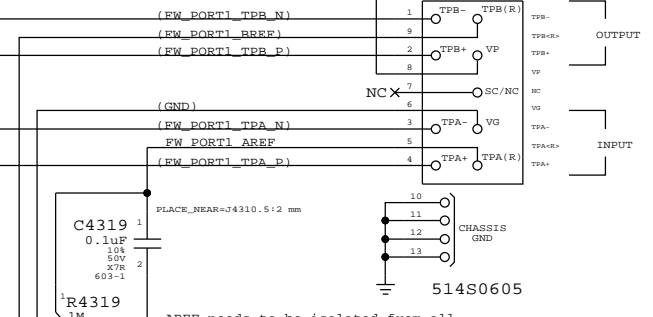 (FW_PORT1_TPB_N) 1 TPB- TPB(R) TPB-
(FW_PORT1_BREF) 9 TPB<R> OUTPUT
(FW_PORT1_TPB_P) 2 TPB+ VP TPB+
8 VP
NC 7 SC/NC NC
(GND) 6 VG
(FW_PORT1_TPA_N) 3 TPA- VG TPA-
FW_PORT1_AREF 5 TPA<R> INPUT
(FW_PORT1_TPA_P) 4 TPA+ TPA(R) TPA+
PLACE_NEAR=J4310.5:2 mm
C4319 1
0.1uF
10%
50V
X7R 2
603-1
10
11
12
13
CHASSIS
GND
514S0605
1 R4319
1M
AREF needs to be isolated from all